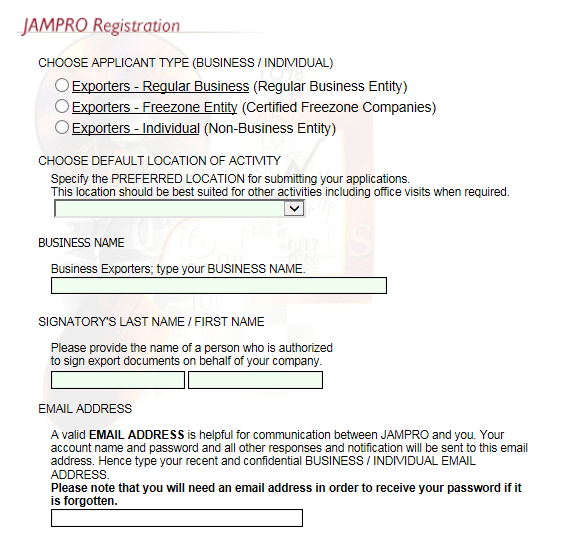 JAMPRO Registration
CHOOSE APPLICANT TYPE (BUSINESS / INDIVIDUAL)
Exporters - Regular Business (Regular Business Entity)
Exporters - Freezone Entity (Certified Freezone Companies)
Exporters - Individual (Non-Business Entity)
CHOOSE DEFAULT LOCATION OF ACTIVITY
Specify the PREFERRED LOCATION for submitting your applications.
This location should be best suited for other activities including office visits when required.
BUSINESS NAME
Business Exporters; type your BUSINESS NAME.
SIGNATORY'S LAST NAME / FIRST NAME
Please provide the name of a person who is authorized
to sign export documents on behalf of your company.
EMAIL ADDRESS
A valid EMAIL ADDRESS is helpful for communication between JAMPRO and you. Your
account name and password and all other responses and notification will be sent to this email
address. Hence type your recent and confidential BUSINESS / INDIVIDUAL EMAIL
ADDRESS.
Please note that you will need an email address in order to receive your password if it
is forgotten.